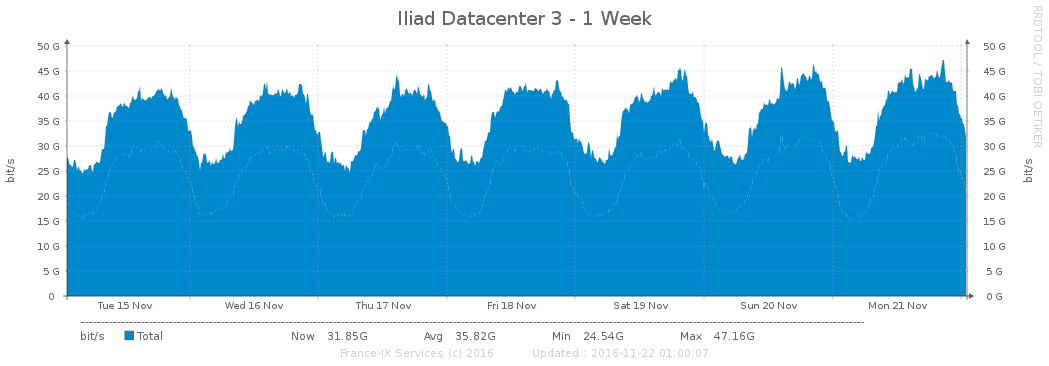 Iliad Datacenter 3 - 1 Week
RRDTOOL / TOBI OETIKER
50 G 50 G
45 G 45 G
40 G 40 G
35 G 35 G
30 G 30 G
25 G 25 G
20 G 20 G
15 G 15 G
10 G 10 G
5 G 5 G
0 0 G
bit/s
bit/s
Tue 15 Nov Wed 16 Nov Thu 17 Nov Fri 18 Nov Sat 19 Nov Sun 20 Nov Mon 21 Nov
bit/s Total Now 31.85G Avg 35.82G Min 24.54G Max 47.16G
France-IX Services (c) 2016 Updated : 2016-11-22 01:00:07